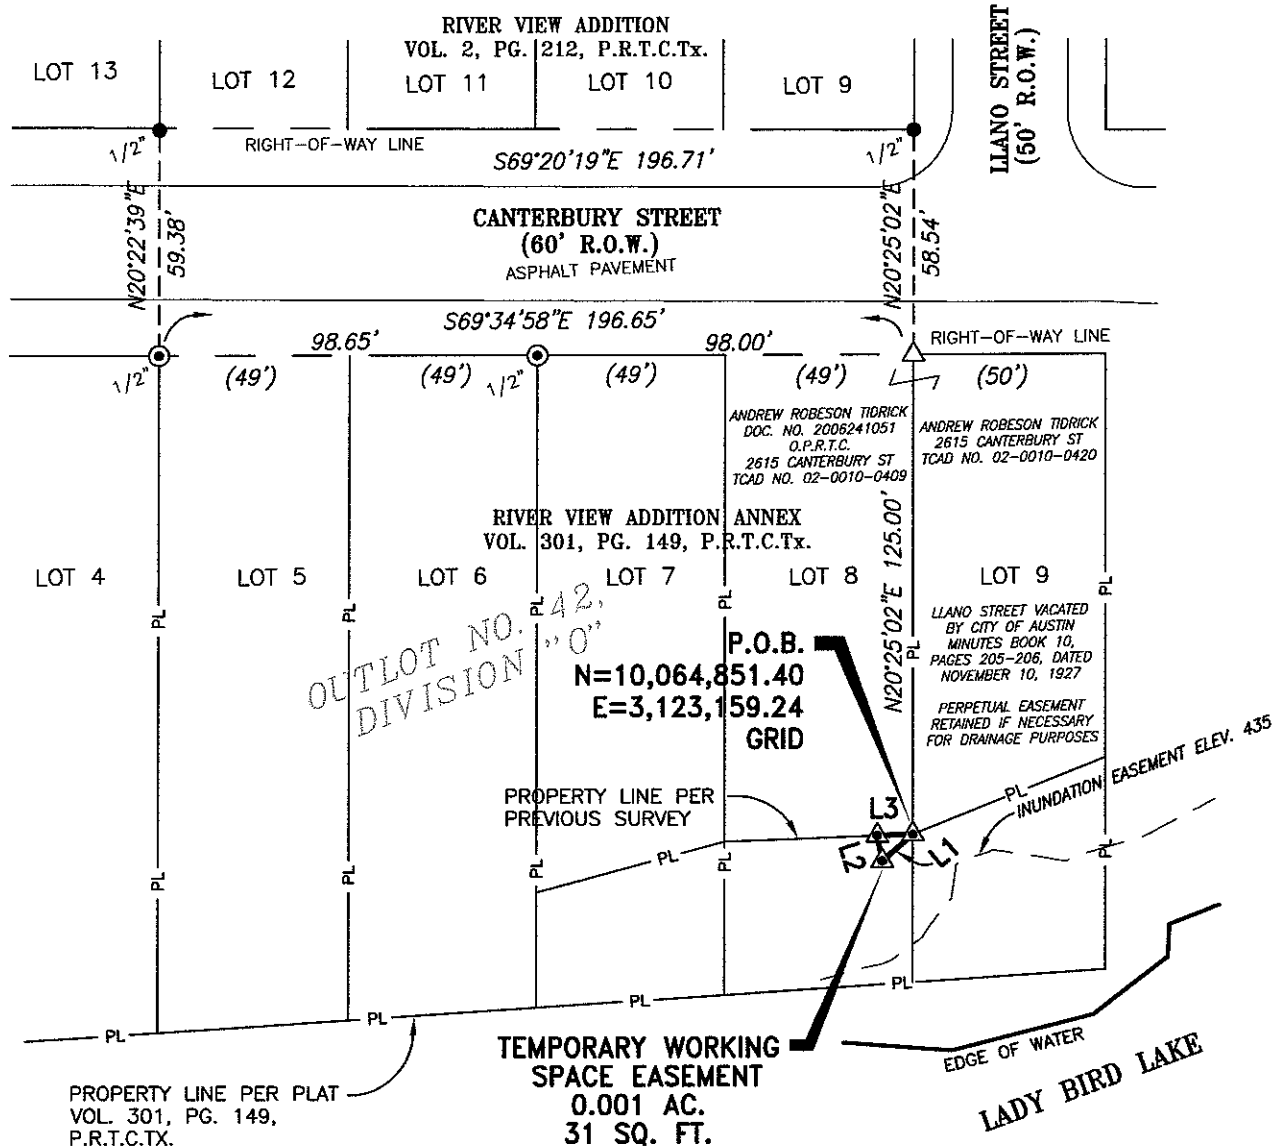 RIVER VIEW ADDITION
VOL. 2, PG. 212, P.R.T.C.Tx.
LLANO STREET
(50' R.O.W.)
LOT 13
LOT 12
LOT 11
LOT 10
LOT 9
1/2"
RIGHT-OF-WAY LINE
1/2"
S69°20'19"E 196.71'
N20°22'39"E
59.38'
CANTERBURY STREET
(60' R.O.W.)
ASPHALT PAVEMENT
N20°25'02"E
58.54'
S69°34'58"E 196.65'
98.65'
98.00'
RIGHT-OF-WAY LINE
1/2"
(49')
(49')
1/2"
(49')
(49')
(50')
ANDREW ROBESON TIDRICK
DOC. NO. 2006241051
O.P.R.T.C.
2615 CANTERBURY ST
TCAD NO. 02-0010-0409
ANDREW ROBESON TIDRICK
2615 CANTERBURY ST
TCAD NO. 02-0010-0420
RIVER VIEW ADDITION ANNEX
VOL. 301, PG. 149, P.R.T.C.Tx.
N20°25'02"E 125.00'
LOT 4
LOT 5
LOT 6
LOT 7
LOT 8
LOT 9
PL
PL
PL
PL
PL
PL
OUTLOT NO. 42,
DIVISION "O"
LLANO STREET VACATED
BY CITY OF AUSTIN
MINUTES BOOK 10,
PAGES 205-206, DATED
NOVEMBER 10, 1927
PERPETUAL EASEMENT
RETAINED IF NECESSARY
FOR DRAINAGE PURPOSES
P.O.B.
N=10,064,851.40
E=3,123,159.24
GRID
INUNDATION EASEMENT ELEV. 435
PL
PROPERTY LINE PER
PREVIOUS SURVEY
L3
L2
L1
PL
PL
PL
PL
PL
PL
PL
PL
PL
PL
PROPERTY LINE PER PLAT
VOL. 301, PG. 149,
P.R.T.C.TX.
TEMPORARY WORKING
SPACE EASEMENT
0.001 AC.
31 SQ. FT.
EDGE OF WATER
LADY BIRD LAKE